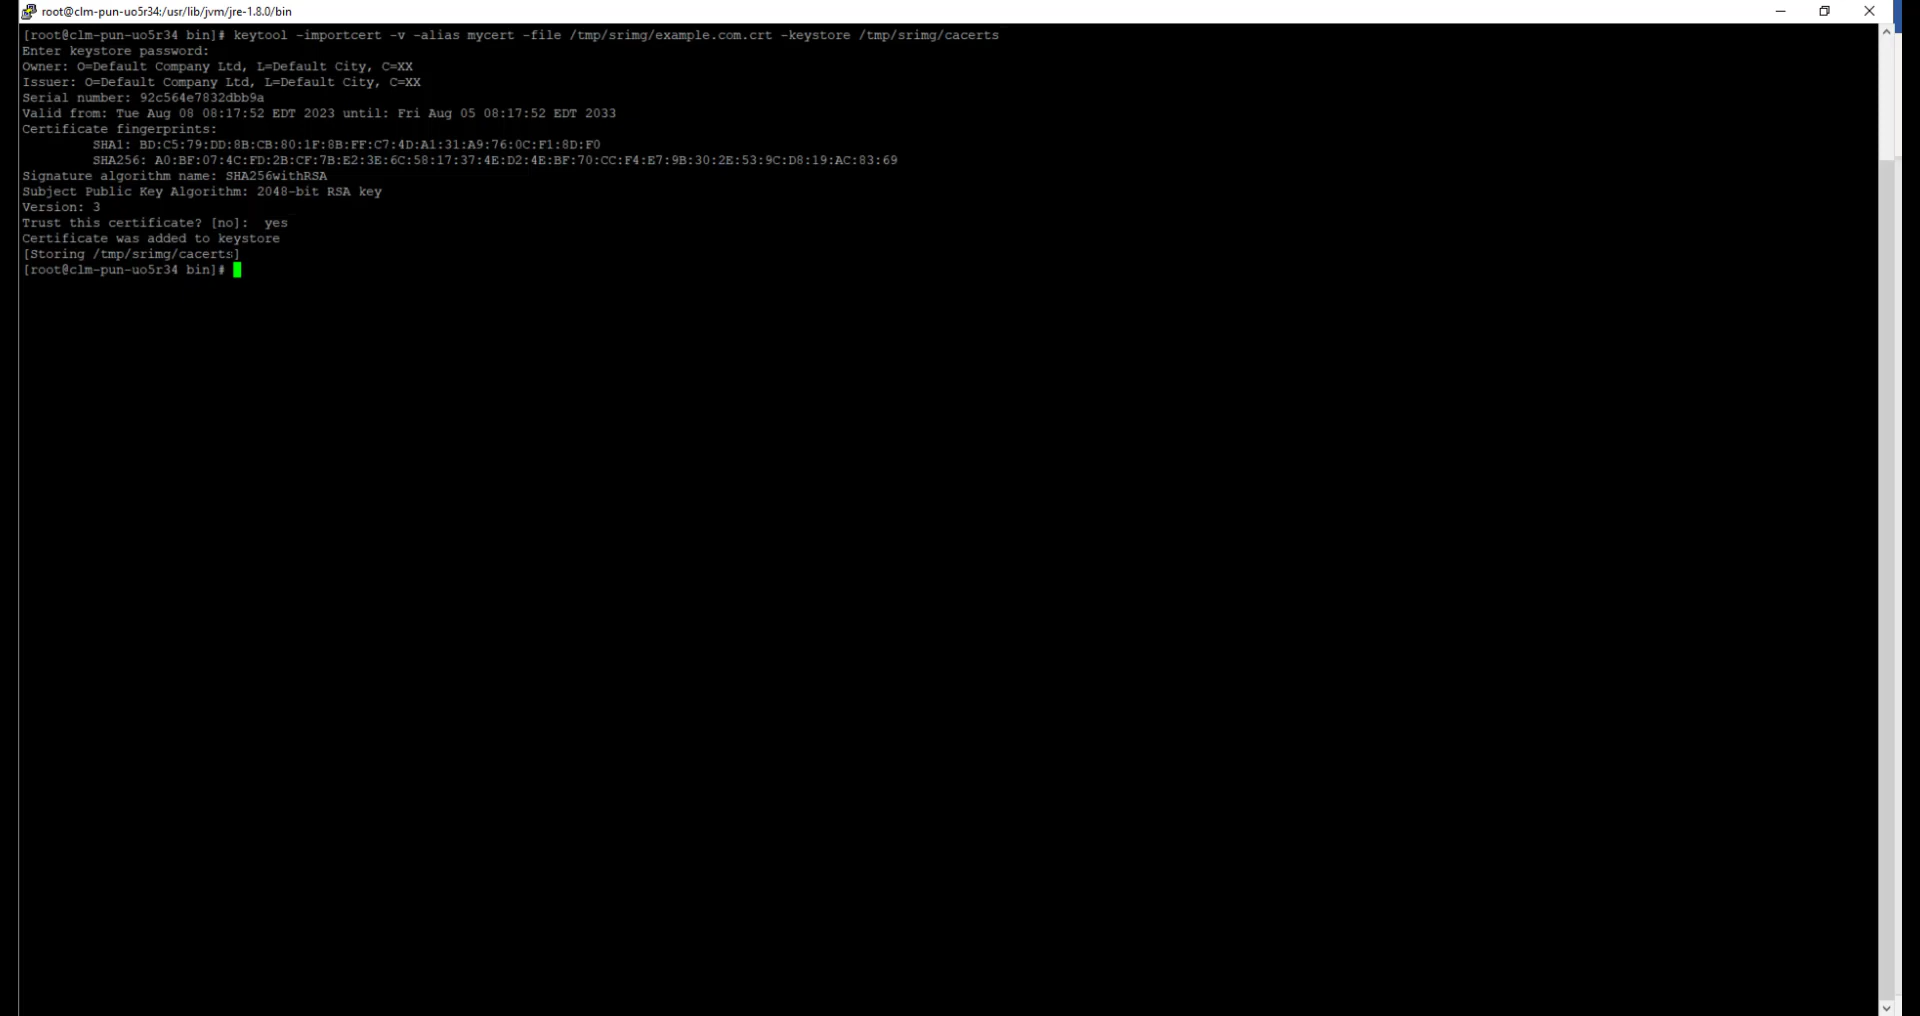 root@clm-pun-uo5r34:/usr/lib/jvm/jre-1.8.0/bin
[root@clm-pun-uo5r34 bin]# keytool -importcert -v -alias mycert -file /tmp/srimg/example.com.crt -keystore /tmp/srimg/cacerts
Enter keystore password:
Owner: O=Default Company Ltd, L=Default City, C=XX
Issuer: O=Default Company Ltd, L=Default City, C=XX
Serial number: 92c564e7832dbb9a
Valid from: Tue Aug 08 08:17:52 EDT 2023 until: Fri Aug 05 08:17:52 EDT 2033
Certificate fingerprints:
SHA1: BD:C5:79:DD:8B:CB:80:1F:8B:FF:C7:4D:A1:31:A9:76:0C:F1:8D:F0
SHA256: A0:BF:07:4C:FD:2B:CF:7B:E2:3E:6C:58:17:37:4E:D2:4E:BF:70:CC:F4:E7:9B:30:2E:53:9C:D8:19:AC:83:69
Signature algorithm name: SHA256withRSA
Subject Public Key Algorithm: 2048-bit RSA key
Version: 3
Trust this certificate? [no]:  yes
Certificate was added to keystore
[Storing /tmp/srimg/cacerts]
[root@clm-pun-uo5r34 bin]#